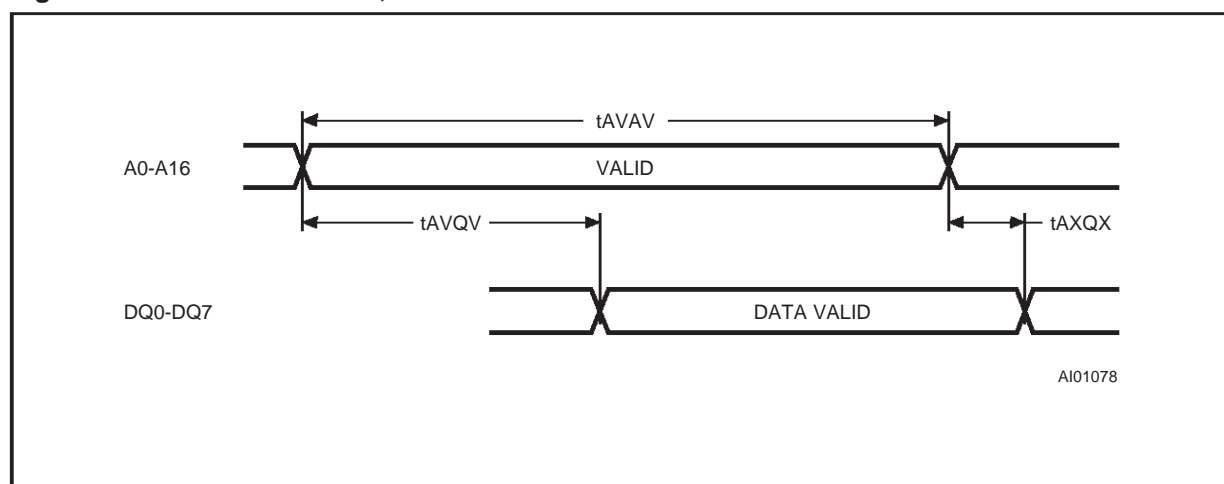 tAVAV
A0-A16 VALID
tAVQV tAXQX
DQ0-DQ7 DATA VALID
AI01078